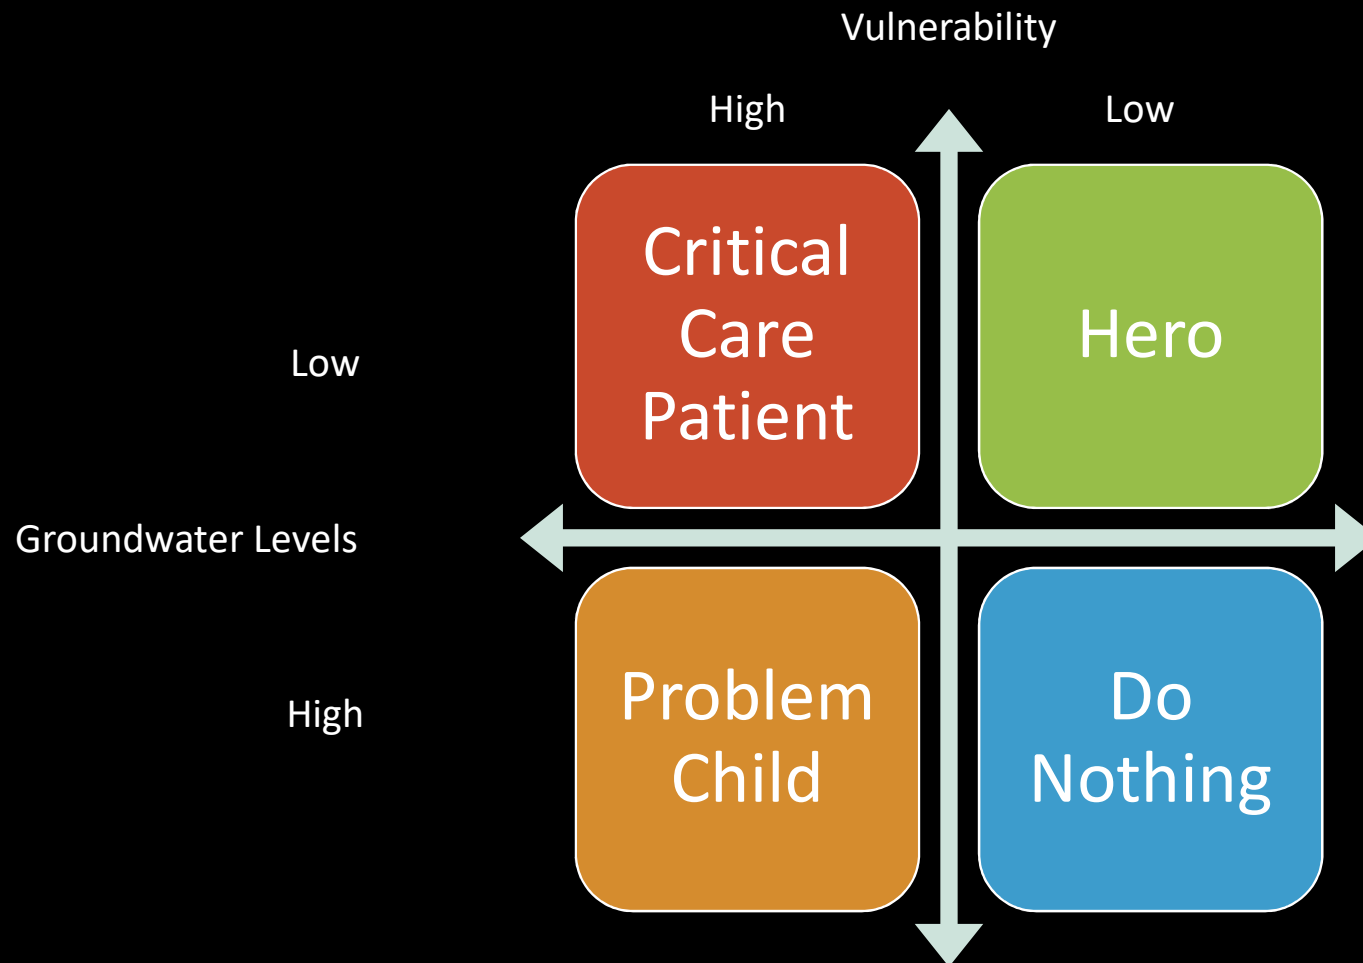 Vulnerability
High
Low
Critical
Care
Patient
Hero
Low
Groundwater Levels
Problem
Child
Do
Nothing
High